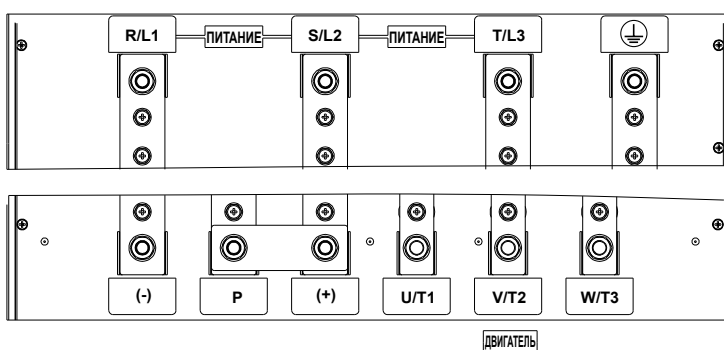 R/L1 ПИТАНИЕ S/L2 ПИТАНИЕ T/L3
(-) P (+) U/T1 V/T2 W/T3
ДВИГАТЕЛЬ